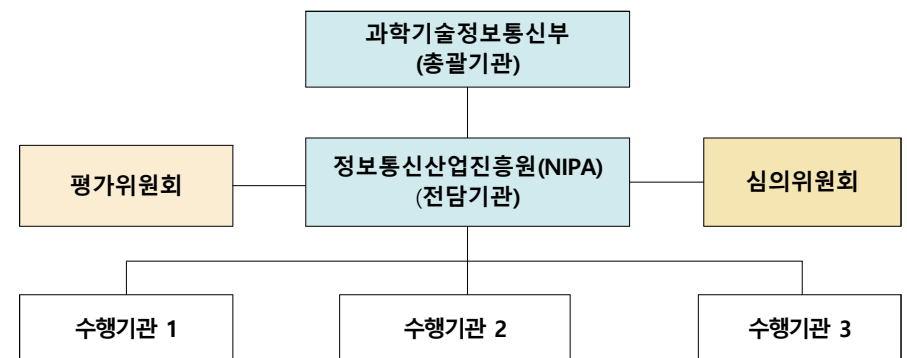 과학기술정보통신부
(총괄기관)
평가위원회
정보통신산업진흥원(NIPA)
(전담기관)
심의위원회
수행기관 1
수행기관 2
수행기관 3